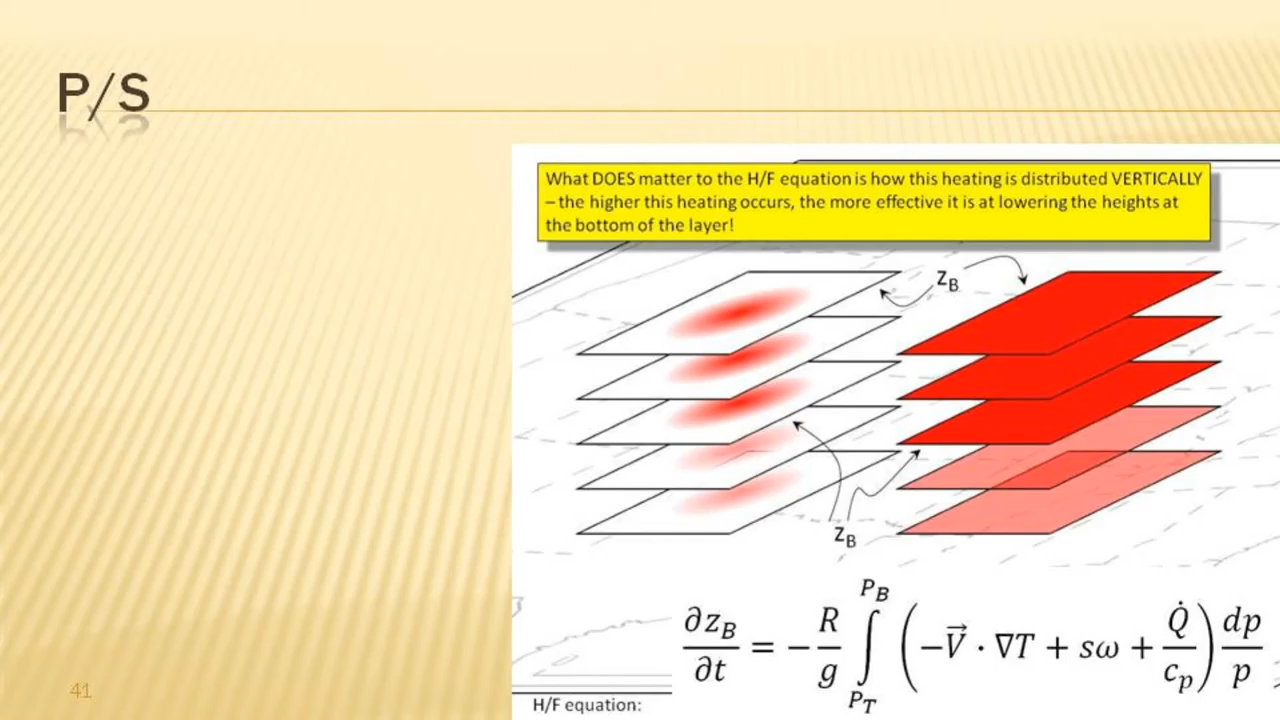 P/S
What DOES matter to the H/F equation is how this heating is distributed VERTICALLY
– the higher this heating occurs, the more effective it is at lowering the heights at
the bottom of the layer!
z_B
z_B
∂z_B/∂t = −R/g ∫_{P_T}^{P_B} (−V⃗ · ∇T + sω + Q̇/c_p) dp/p
H/F equation:
41